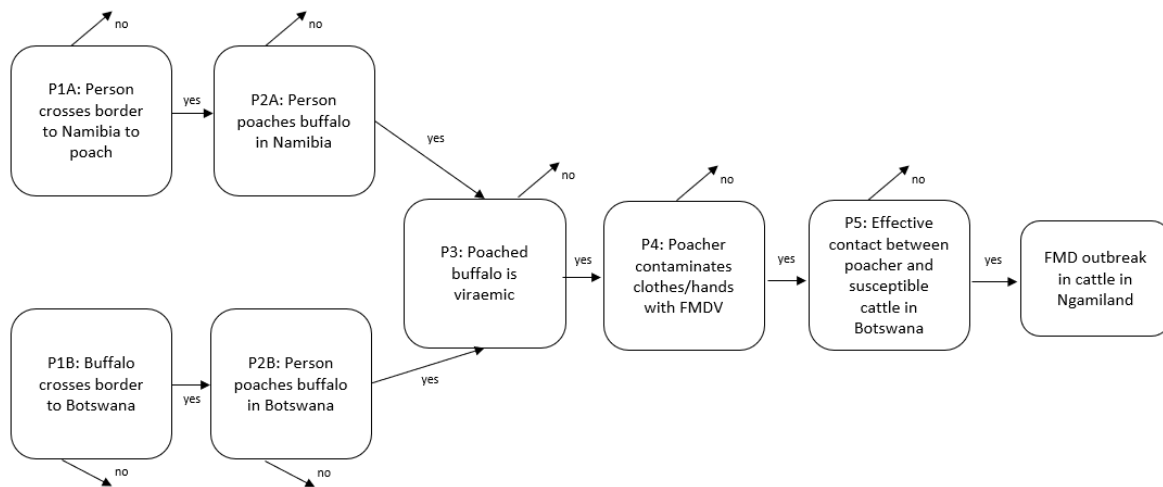 no
no
P1A: Person
crosses border
to Namibia to
poach
yes
P2A: Person
poaches buffalo
in Namibia
yes
no
no
no
P3: Poached
buffalo is
viraemic
yes
P4: Poacher
contaminates
clothes/hands
with FMDV
yes
P5: Effective
contact between
poacher and
susceptible
cattle in
Botswana
yes
FMD outbreak
in cattle in
Ngamiland
P1B: Buffalo
crosses border
to Botswana
yes
P2B: Person
poaches buffalo
in Botswana
yes
no
no